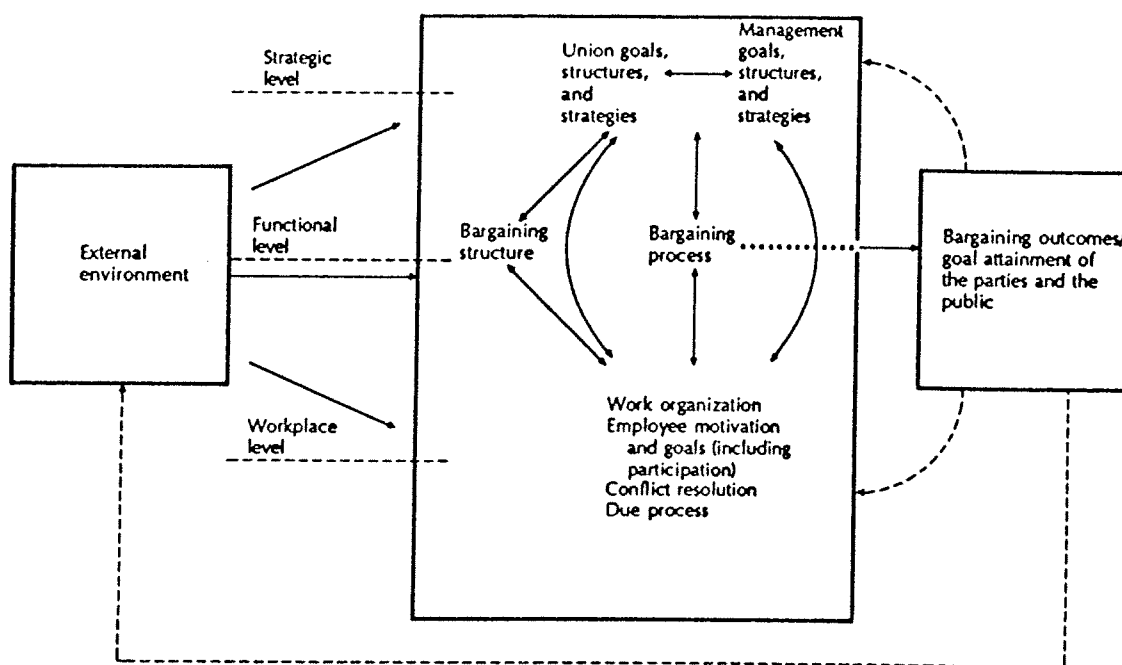 Strategic
level
Union goals,
structures,
and
strategies
Management
goals,
structures,
and
strategies
External
environment
Functional
level
Bargaining
structure
Bargaining
process
Bargaining outcomes/
goal attainment of
the parties and the
public
Workplace
level
Work organization
Employee motivation
and goals (including
participation)
Conflict resolution
Due process